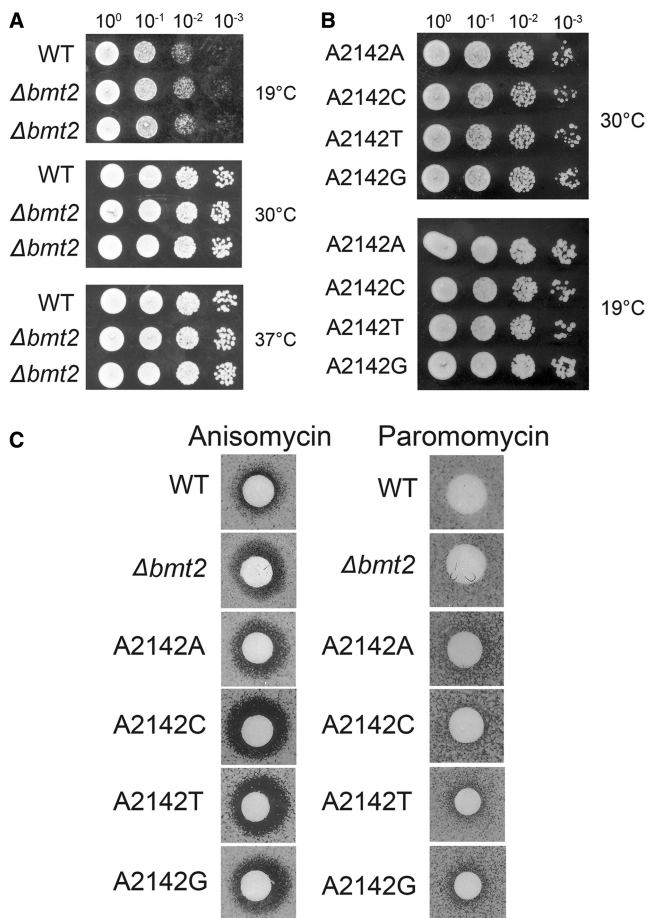 A
10⁰ 10⁻¹ 10⁻² 10⁻³
WT
Δbmt2
Δbmt2
19°C
WT
Δbmt2
Δbmt2
30°C
WT
Δbmt2
Δbmt2
37°C
B
10⁰ 10⁻¹ 10⁻² 10⁻³
A2142A
A2142C
A2142T
A2142G
30°C
A2142A
A2142C
A2142T
A2142G
19°C
C
Anisomycin Paromomycin
WT WT
Δbmt2 Δbmt2
A2142A A2142A
A2142C A2142C
A2142T A2142T
A2142G A2142G